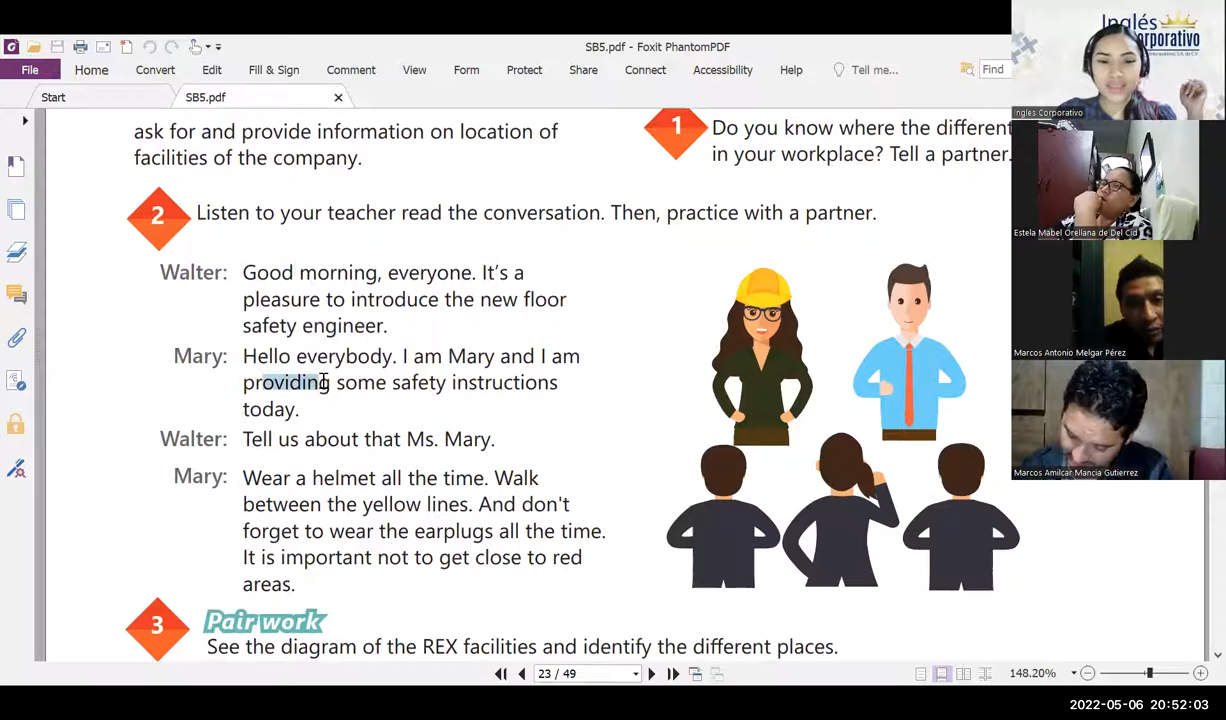 SB5.pdf - Foxit PhantomPDF
File Home Convert Edit Fill & Sign Comment View Form Protect Share Connect Accessibility Help Tell me... Find
Start SB5.pdf
ask for and provide information on location of
facilities of the company.
1 Do you know where the different
in your workplace? Tell a partner.
2 Listen to your teacher read the conversation. Then, practice with a partner.
Walter: Good morning, everyone. It's a
pleasure to introduce the new floor
safety engineer.
Mary: Hello everybody. I am Mary and I am
providing some safety instructions
today.
Walter: Tell us about that Ms. Mary.
Mary: Wear a helmet all the time. Walk
between the yellow lines. And don't
forget to wear the earplugs all the time.
It is important not to get close to red
areas.
3 Pair work
See the diagram of the REX facilities and identify the different places.
23 / 49
148.20%
Inglés
Ingles Corporativo
Estela Mabel Orellana de Del Cid
Marcos Antonio Melgar Pérez
Marcos Amilcar Mancia Gutierrez
2022-05-06 20:52:03